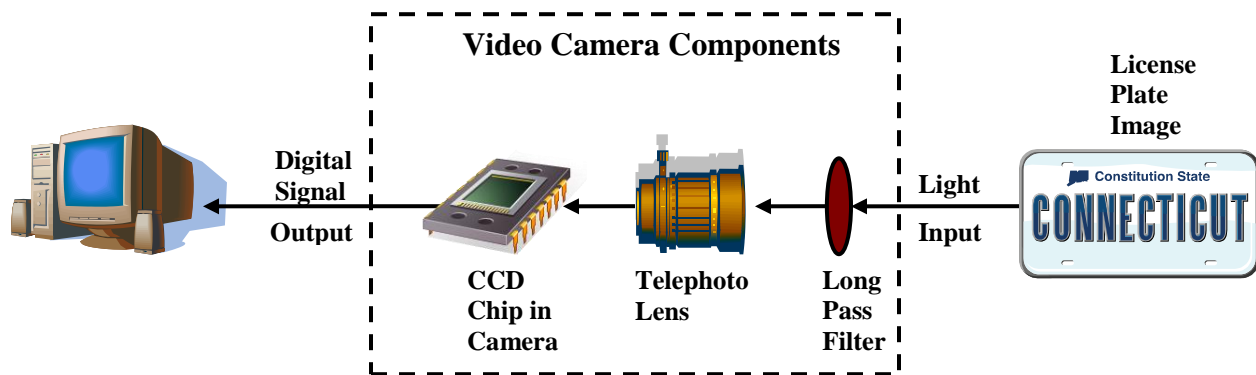 Video Camera Components
License
Plate
Image
Digital
Signal
Output
Light
Input
Constitution State
CONNECTICUT
CCD
Chip in
Camera
Telephoto
Lens
Long
Pass
Filter